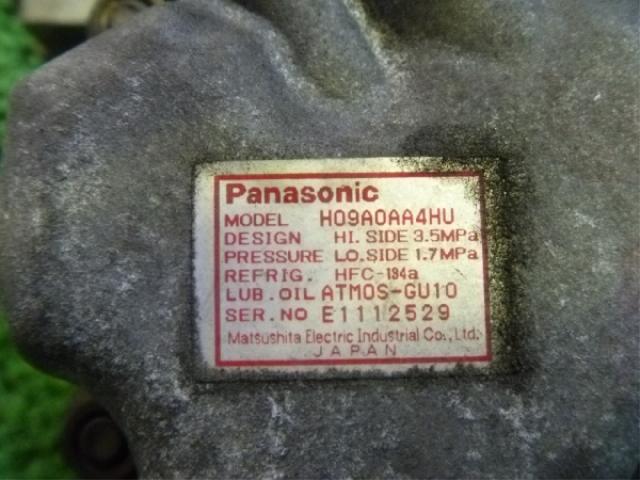 Panasonic
MODEL H09A0AA4HU
DESIGN HI. SIDE 3.5MPa
PRESSURE LO. SIDE 1.7MPa
REFRIG. HFC-134a
LUB. OIL ATMOS-GU10
SER. NO E1112529
Matsushita Electric Industrial Co., Ltd.
JAPAN